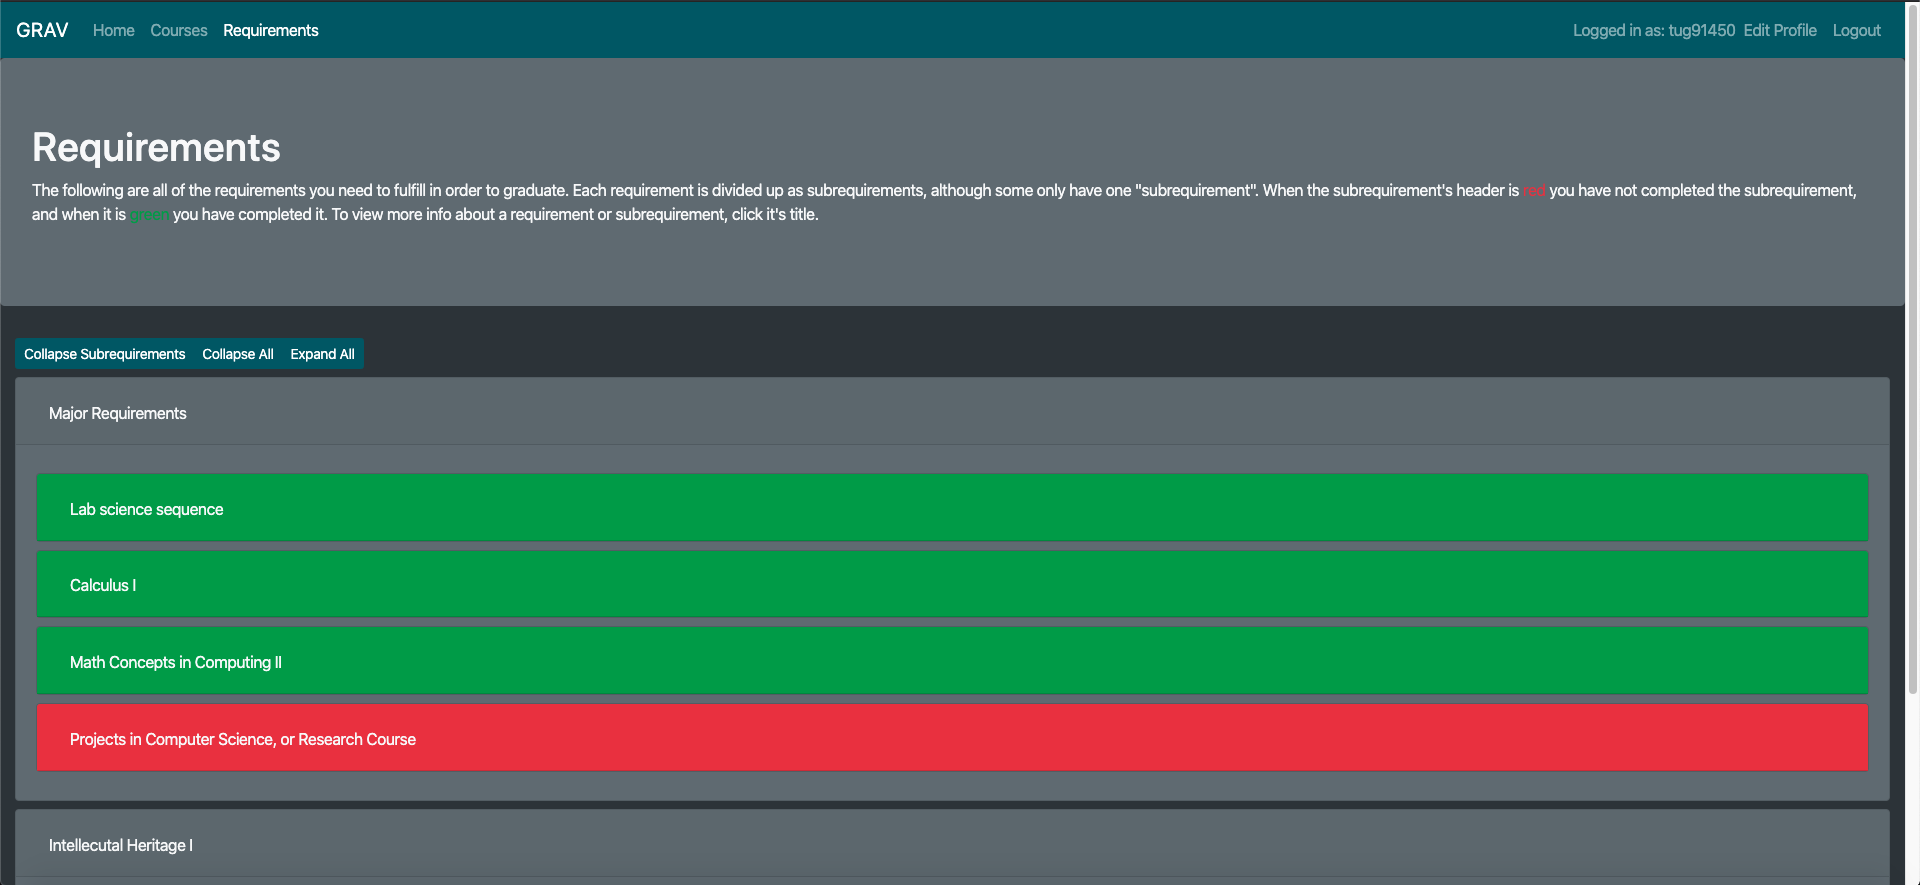 GRAV Home Courses Requirements Logged in as: tug91450 Edit Profile Logout
Requirements
The following are all of the requirements you need to fulfill in order to graduate. Each requirement is divided up as subrequirements, although some only have one "subrequirement". When the subrequirement's header is red you have not completed the subrequirement,
and when it is green you have completed it. To view more info about a requirement or subrequirement, click it's title.
Collapse Subrequirements Collapse All Expand All
Major Requirements
Lab science sequence
Calculus I
Math Concepts in Computing II
Projects in Computer Science, or Research Course
Intellecutal Heritage I